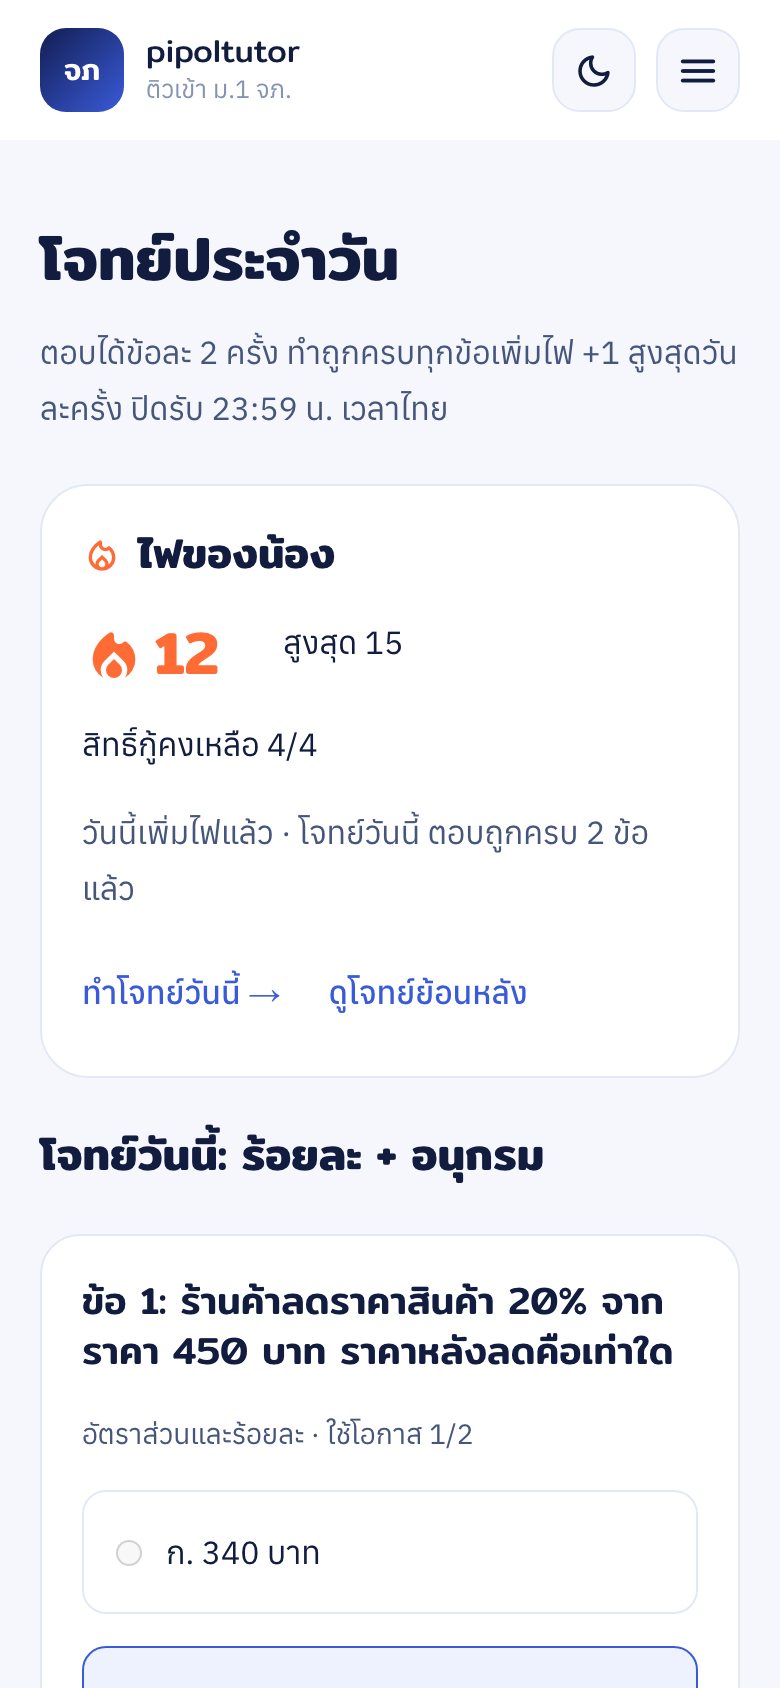 จภ
pipoltutor
ติวเข้า ม.1 จภ.
โจทย์ประจำวัน
ตอบได้ข้อละ 2 ครั้ง ทำถูกครบทุกข้อเพิ่มไฟ +1 สูงสุดวัน
ละครั้ง ปิดรับ 23:59 น. เวลาไทย
ไฟของน้อง
12
สูงสุด 15
สิทธิ์กู้คงเหลือ 4/4
วันนี้เพิ่มไฟแล้ว · โจทย์วันนี้ ตอบถูกครบ 2 ข้อ
แล้ว
ทำโจทย์วันนี้ → ดูโจทย์ย้อนหลัง
โจทย์วันนี้: ร้อยละ + อนุกรม
ข้อ 1: ร้านค้าลดราคาสินค้า 20% จาก
ราคา 450 บาท ราคาหลังลดคือเท่าใด
อัตราส่วนและร้อยละ · ใช้โอกาส 1/2
ก. 340 บาท